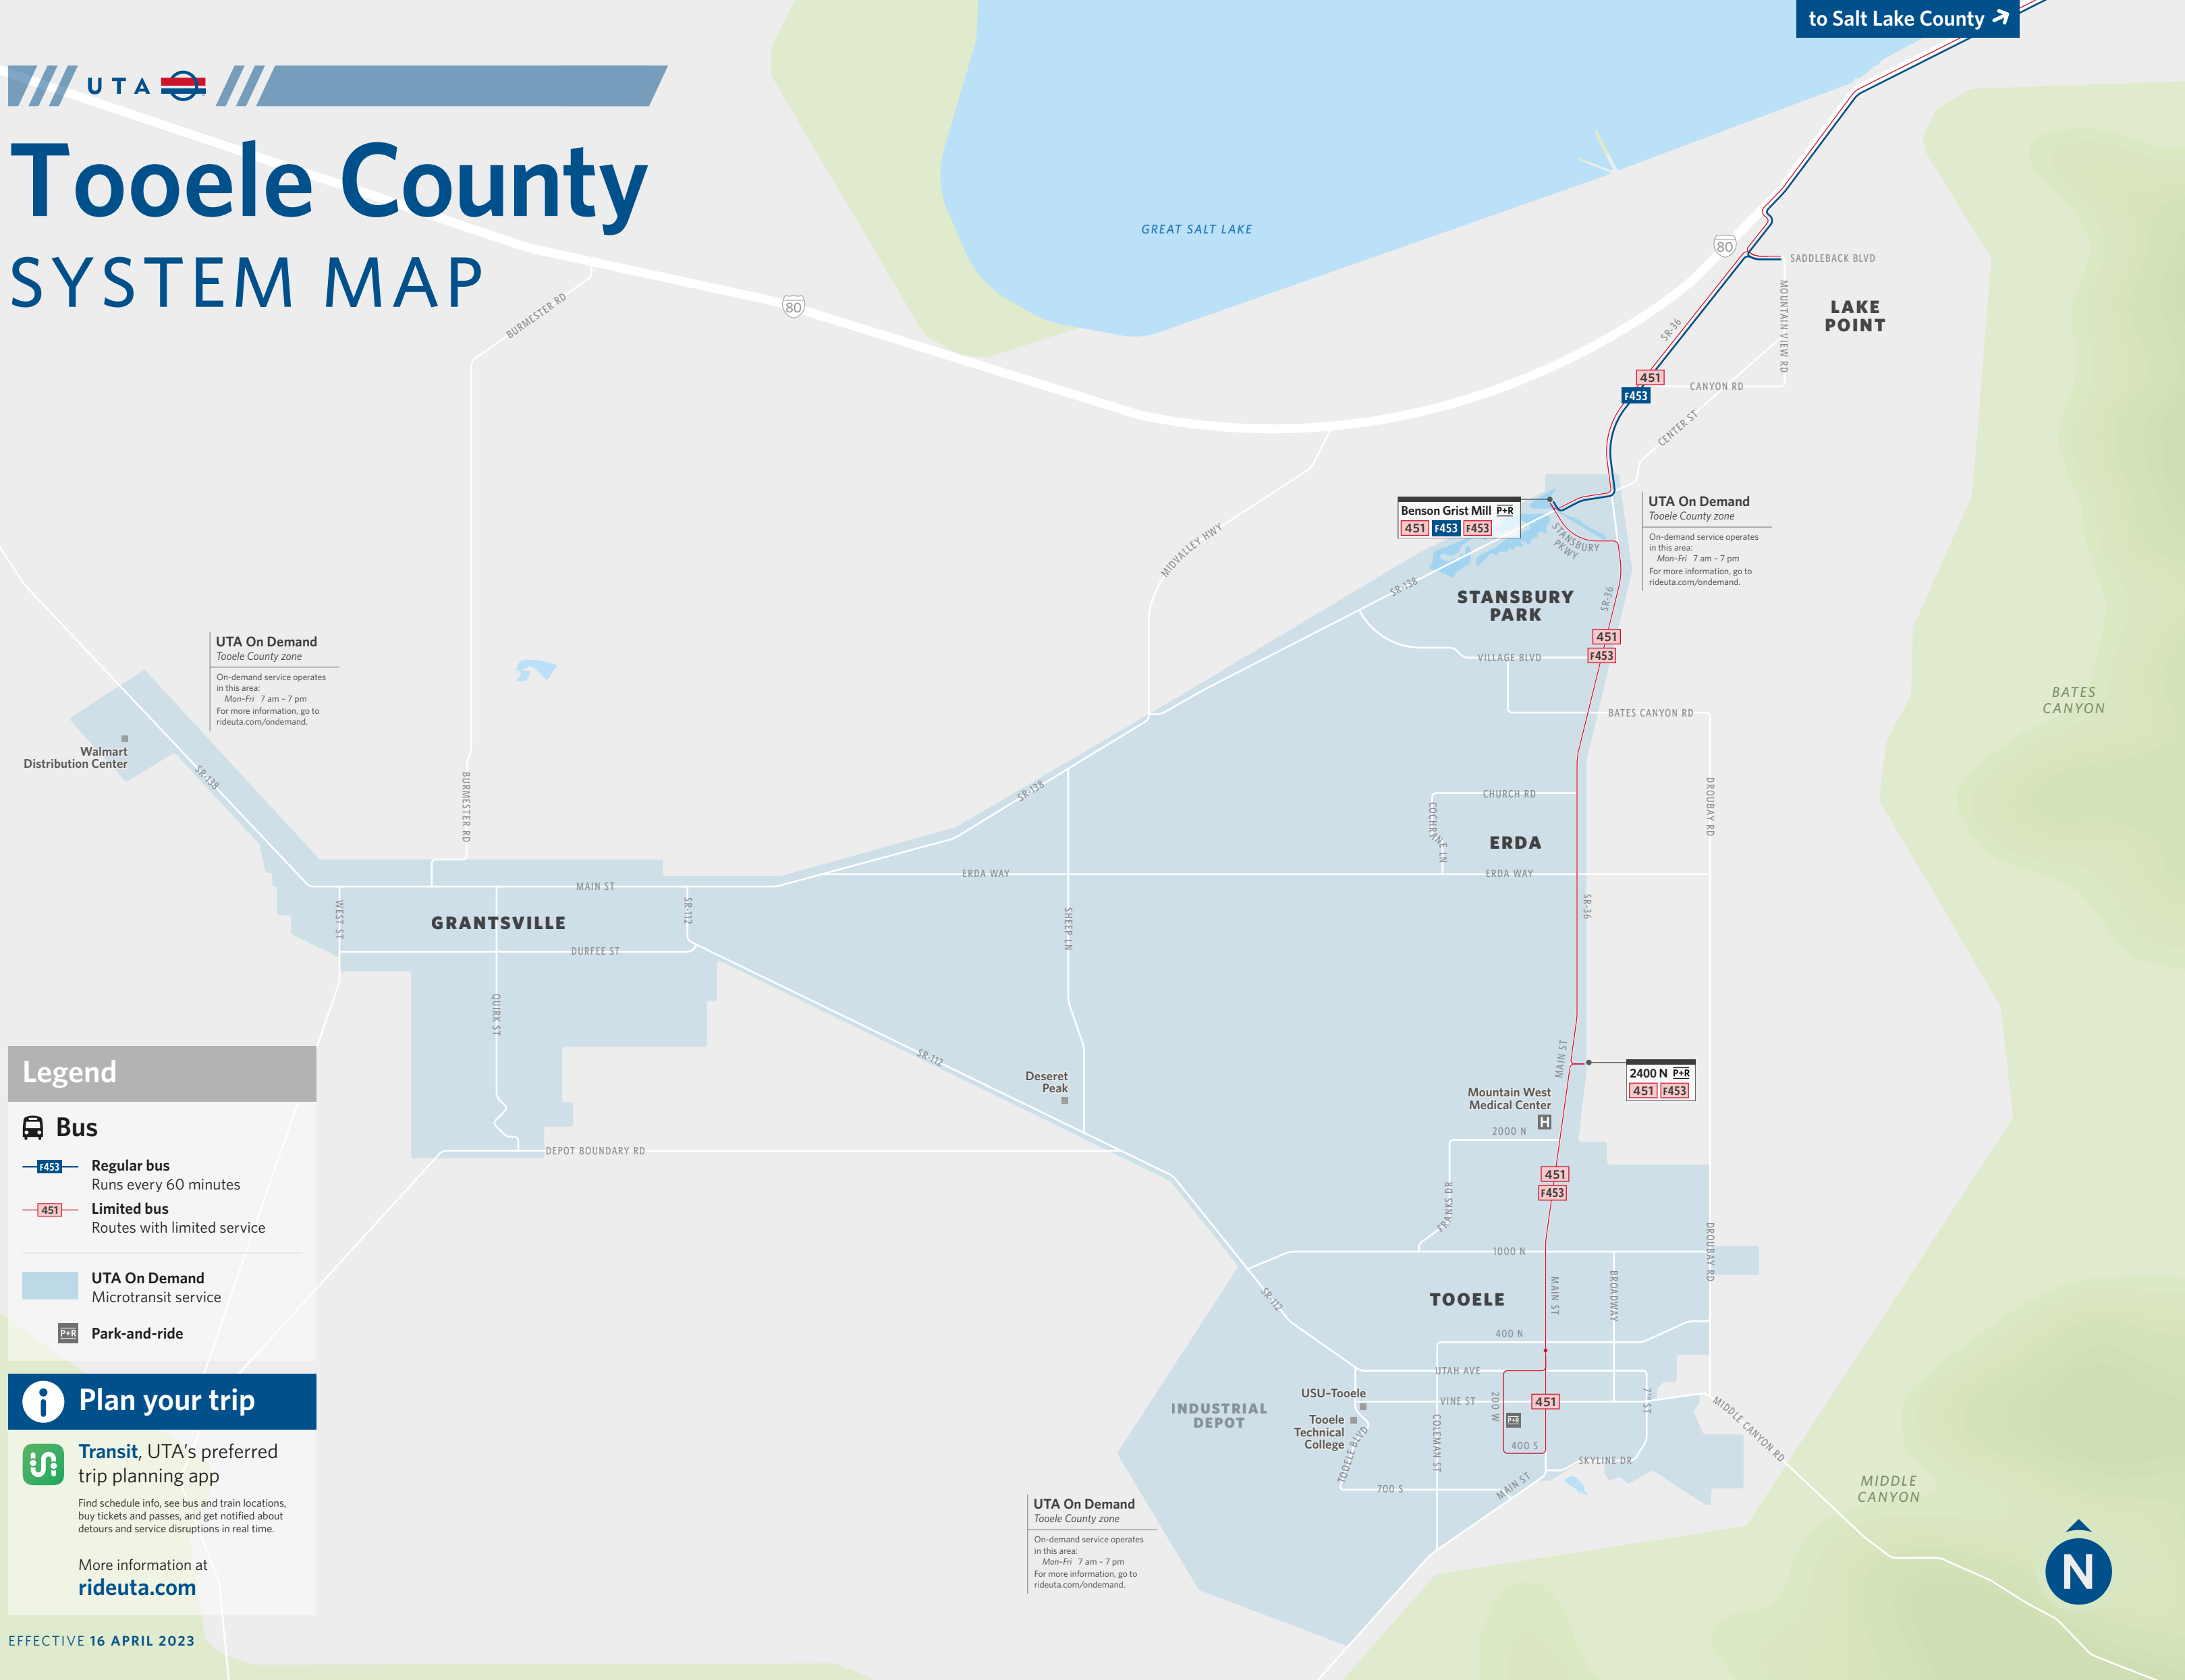 to Salt Lake County
UTA
Tooele County
SYSTEM MAP
GREAT SALT LAKE
80
80
SADDLEBACK BLVD
MOUNTAIN VIEW RD
LAKE
POINT
BURMESTER RD
SR-36
451
F453
CANYON RD
CENTER ST
Benson Grist Mill P+R
451 F453 F453
UTA On Demand
Tooele County zone
On-demand service operates
in this area:
Mon–Fri 7 am – 7 pm
For more information, go to
rideuta.com/ondemand.
STANSBURY
PKWY
MIDVALLEY HWY
SR-138
STANSBURY
PARK
SR-36
451
F453
VILLAGE BLVD
BATES CANYON RD
BATES
CANYON
UTA On Demand
Tooele County zone
On-demand service operates
in this area:
Mon–Fri 7 am – 7 pm
For more information, go to
rideuta.com/ondemand.
Walmart
Distribution Center
SR-138
BURMESTER RD
SR-138
CHURCH RD
COCHRANE LN
DROUBAY RD
ERDA
ERDA WAY
ERDA WAY
MAIN ST
WEST ST
GRANTSVILLE
SR-112
SHEEP LN
SR-36
DURFEE ST
QUIRK ST
SR-112
Deseret
Peak
MAIN ST
2400 N P+R
451 F453
Mountain West
Medical Center
H
2000 N
DEPOT BOUNDARY RD
451
F453
FRANKS DR
1000 N
DROUBAY RD
SR-112
TOOELE
MAIN ST
BROADWAY
400 N
UTAH AVE
USU–Tooele
VINE ST
200 W
451
7TH ST
INDUSTRIAL
DEPOT
Tooele
Technical
College
P+R
TOOELE BLVD
COLEMAN ST
400 S
SKYLINE DR
MIDDLE CANYON RD
700 S
MAIN ST
MIDDLE
CANYON
UTA On Demand
Tooele County zone
On-demand service operates
in this area:
Mon–Fri 7 am – 7 pm
For more information, go to
rideuta.com/ondemand.
N
Legend
Bus
F453
Regular bus
Runs every 60 minutes
451
Limited bus
Routes with limited service
UTA On Demand
Microtransit service
P+R
Park-and-ride
Plan your trip
Transit, UTA's preferred
trip planning app
Find schedule info, see bus and train locations,
buy tickets and passes, and get notified about
detours and service disruptions in real time.
More information at
rideuta.com
EFFECTIVE 16 APRIL 2023